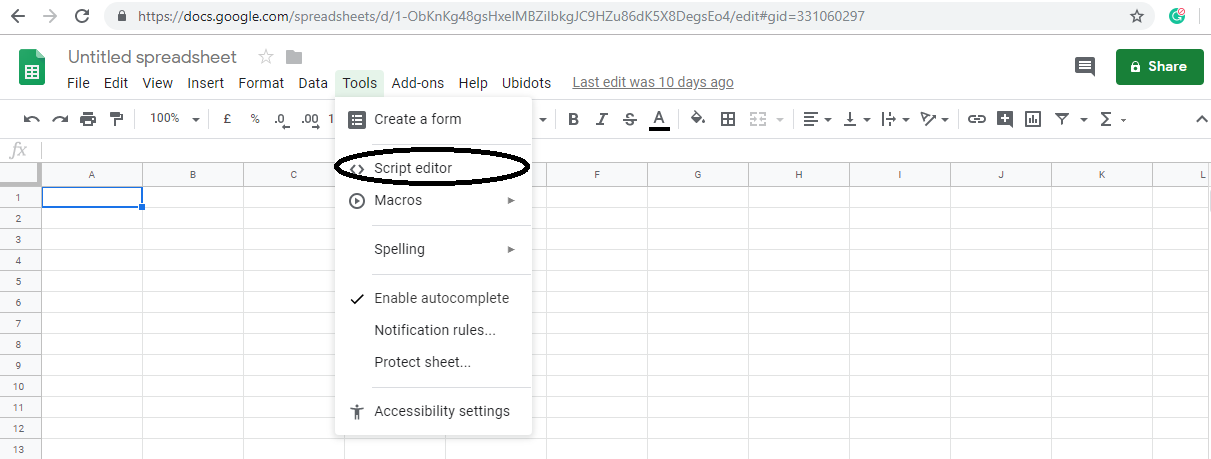 https://docs.google.com/spreadsheets/d/1-ObKnKg48gsHxeIMBZiIbkgJC9HZu86dK5X8DegsEo4/edit#gid=331060297
Untitled spreadsheet
File Edit View Insert Format Data Tools Add-ons Help Ubidots Last edit was 10 days ago
Share
100% £ % .0 .00 1 B I S A Σ
fx
Create a form
Script editor
Macros
Spelling
Enable autocomplete
Notification rules...
Protect sheet...
Accessibility settings
A B C F G H I J K L
1
2
3
4
5
6
7
8
9
10
11
12
13